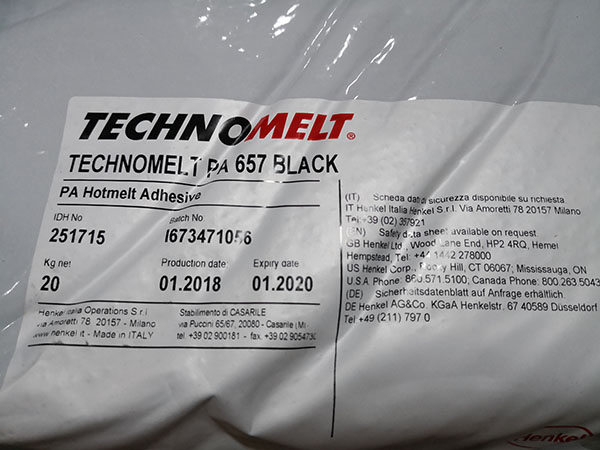 TECHNOMELT®
TECHNOMELT PA 657 BLACK
PA Hotmelt Adhesive
IDH No
Batch No
251715
I673471056
Kg net
Production date:
Expiry date
20
01.2018
01.2020
Henkel Italia Operations S.r.l
Via Amoretti 78 20157 - Milano
www.henkel.it - Made in ITALY
Stabilimento di CASARILE
via Puccini 65/67, 20080 - Casarile (MI
tel +39 02 900181 - fax +39 02 9054730
(IT) Scheda dati di sicurezza disponibile su richiesta
IT Henkel Italia Henkel S.r.l. Via Amoretti 78 20157 Milano
Tel +39 (02) 357921
(EN) Safety data sheet available on request
GB Henkel Ltd, Wood Lane End, HP2 4RQ, Hemel
Hempstead, Tel: +44 1442 278000
US Henkel Corp., Rocky Hill, CT 06067; Mississauga, ON
U.S.A Phone: 860.571.5100, Canada Phone: 800.263.5043
(DE) Sicherheitsdatenblatt auf Anfrage erhältlich
DE Henkel AG&Co. KGaA Henkelstr. 67 40589 Düsseldorf
Tel +49 (211) 797 0
Henkel